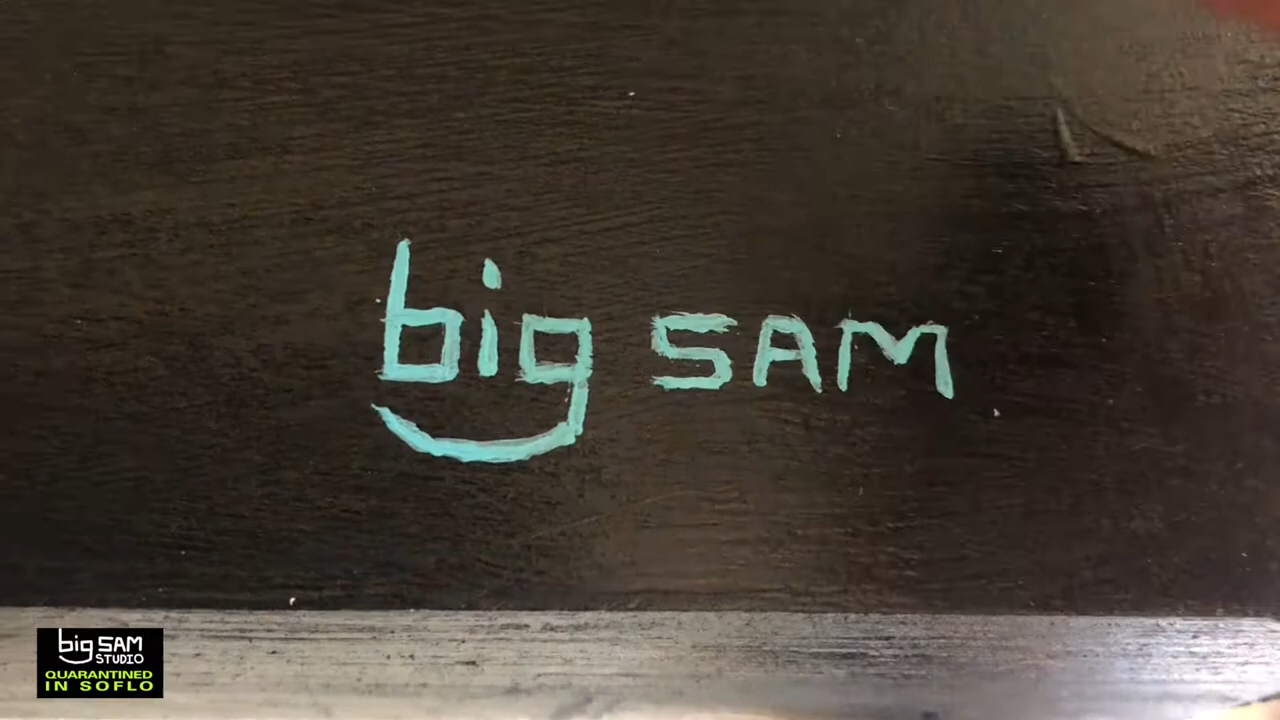 big SAM
big SAM
STUDIO
QUARANTINED
IN SOFLO